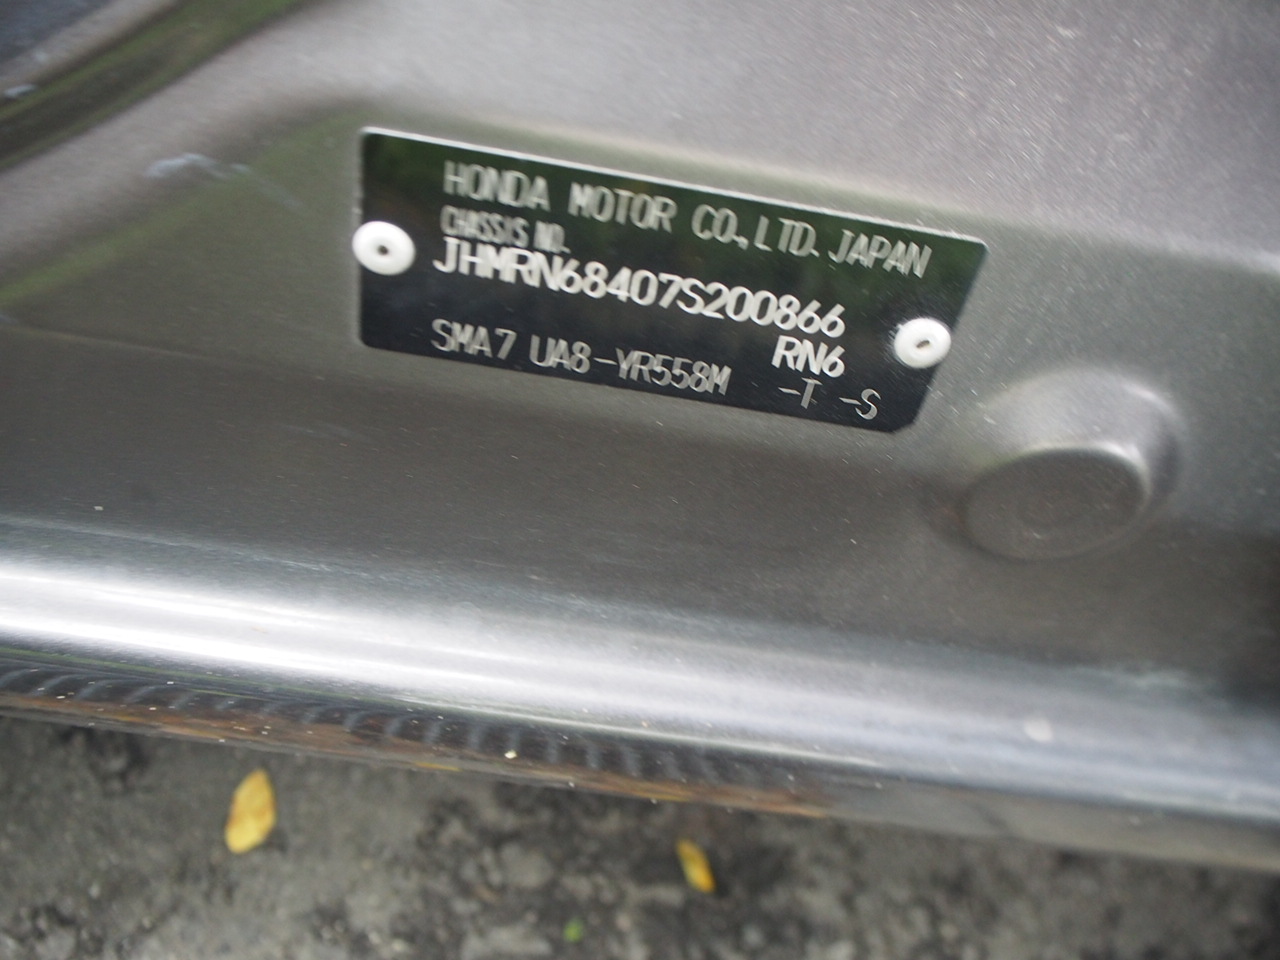 HONDA MOTOR CO., LTD. JAPAN
CHASSIS NO.
JHMRN68407S200866
RN6
SMA7 UA8-YR558M -T -S